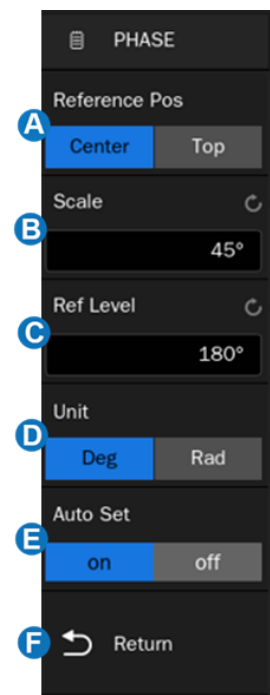 PHASE
Reference Pos
A
Center Top
Scale
B
45°
Ref Level
C
180°
Unit
D
Deg Rad
Auto Set
E
on off
F Return